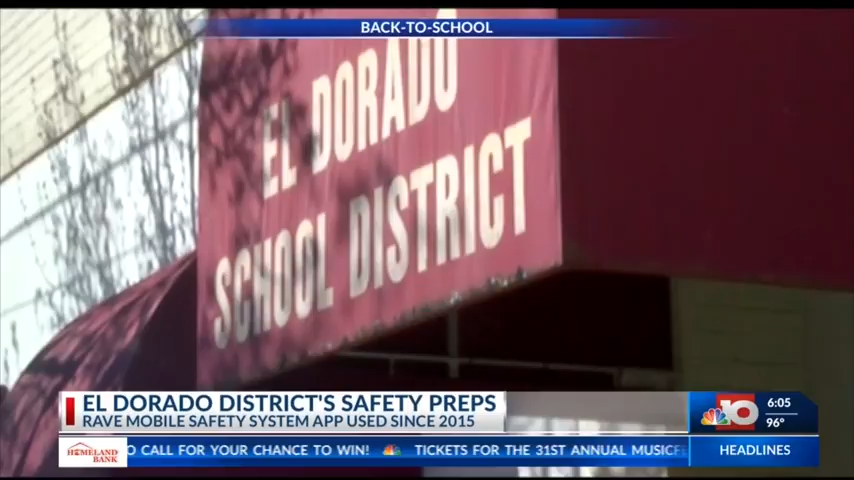 BACK-TO-SCHOOL
EL DORADO
SCHOOL DISTRICT
EL DORADO DISTRICT'S SAFETY PREPS
RAVE MOBILE SAFETY SYSTEM APP USED SINCE 2015
10
6:05
96°
HOMELAND
BANK
O CALL FOR YOUR CHANCE TO WIN! TICKETS FOR THE 31ST ANNUAL MUSICF
HEADLINES